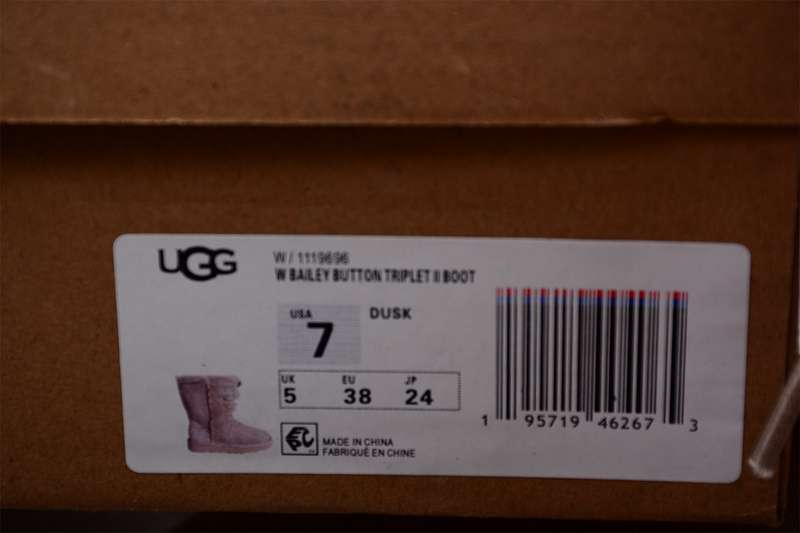 UGG
W / 1119696
W BAILEY BUTTON TRIPLET II BOOT
USA
7
DUSK
UK EU JP
5 38 24
MADE IN CHINA
FABRIQUÉ EN CHINE
1 95719 46267 3